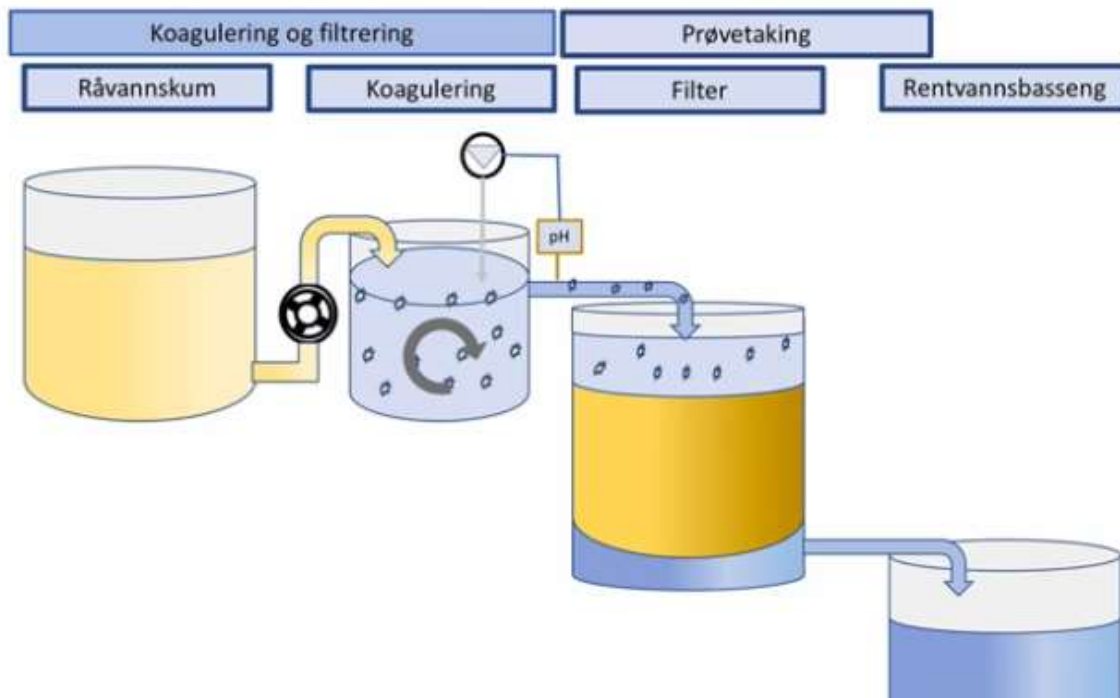 Koagulering og filtrering
Prøvetaking
Råvannskum
Koagulering
Filter
Rentvannsbasseng
pH